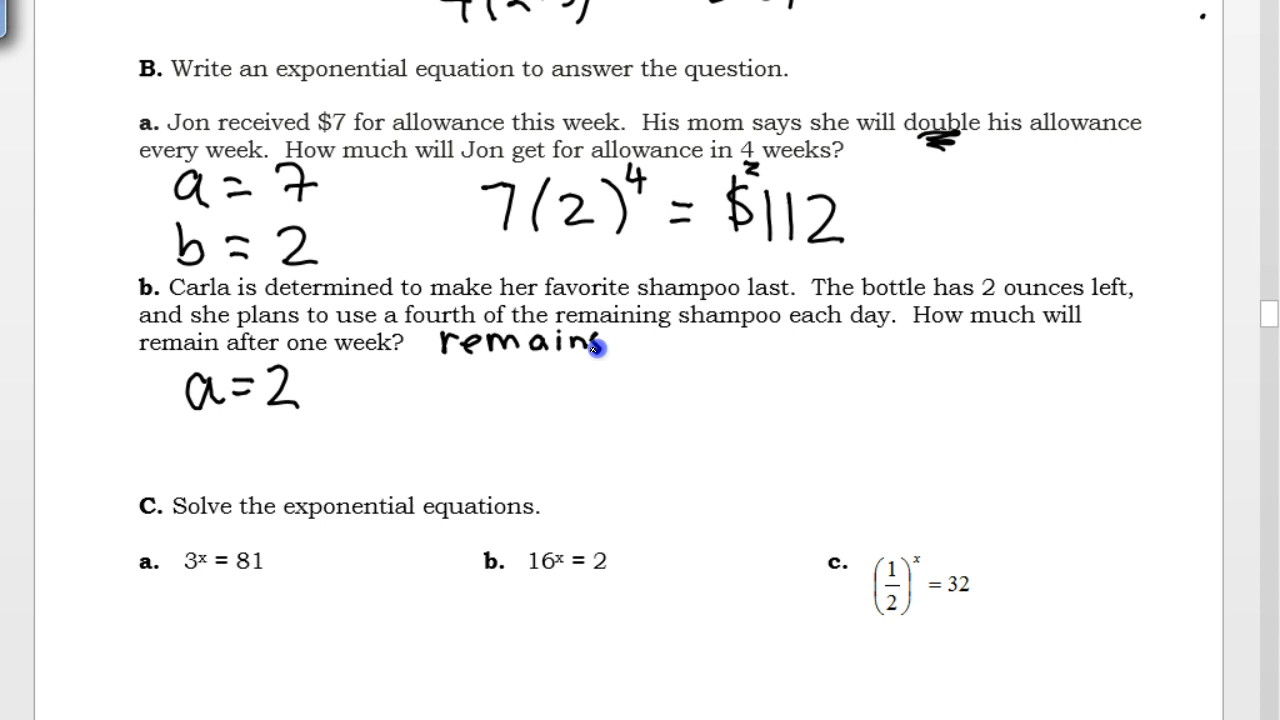 B. Write an exponential equation to answer the question.
a. Jon received $7 for allowance this week. His mom says she will double his allowance
every week. How much will Jon get for allowance in 4 weeks?
a = 7
7(2)^4 = $112
b = 2
b. Carla is determined to make her favorite shampoo last. The bottle has 2 ounces left,
and she plans to use a fourth of the remaining shampoo each day. How much will
remain after one week? remains
a = 2
C. Solve the exponential equations.
a. 3^x = 81 b. 16^x = 2 c. (1/2)^x = 32